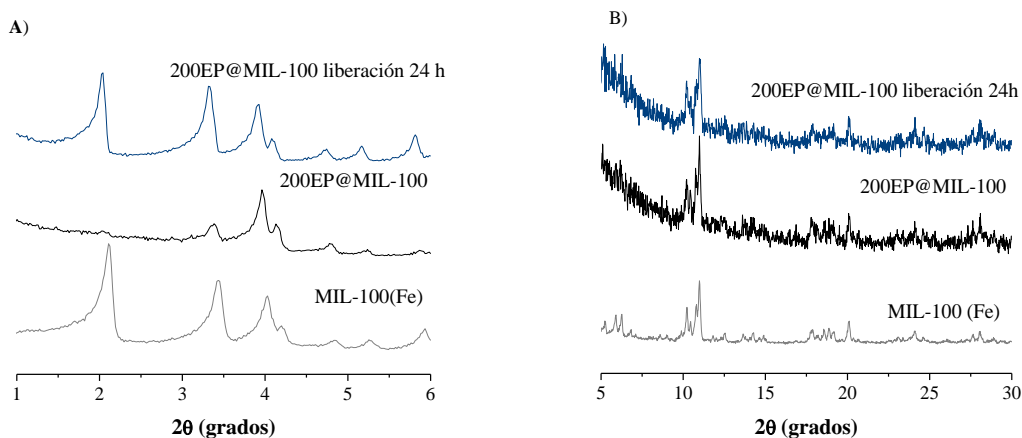 A)
200EP@MIL-100 liberación 24 h
200EP@MIL-100
MIL-100(Fe)
1 2 3 4 5 6
2θ (grados)
B)
200EP@MIL-100 liberación 24h
200EP@MIL-100
MIL-100 (Fe)
5 10 15 20 25 30
2θ (grados)